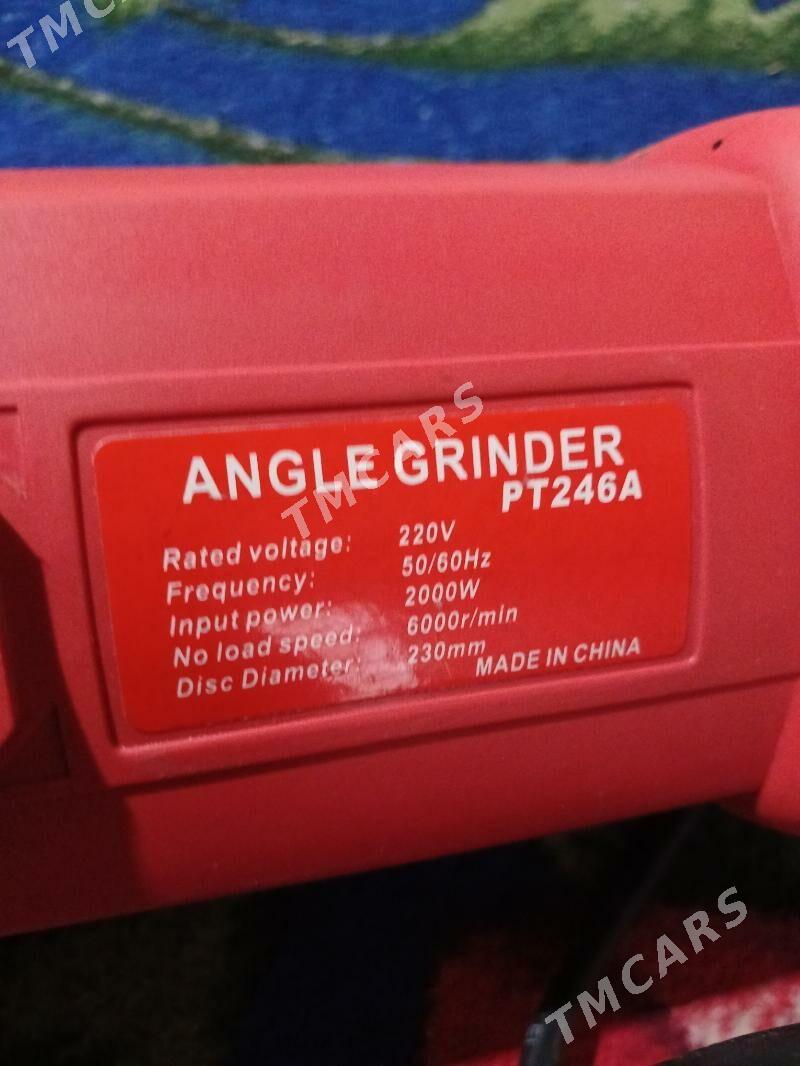 TMCARS
ANGLE GRINDER
PT246A
TMCARS
Rated voltage: 220V
Frequency: 50/60Hz
Input power: 2000W
No load speed: 6000r/min
Disc Diameter: 230mm
MADE IN CHINA
TMCARS